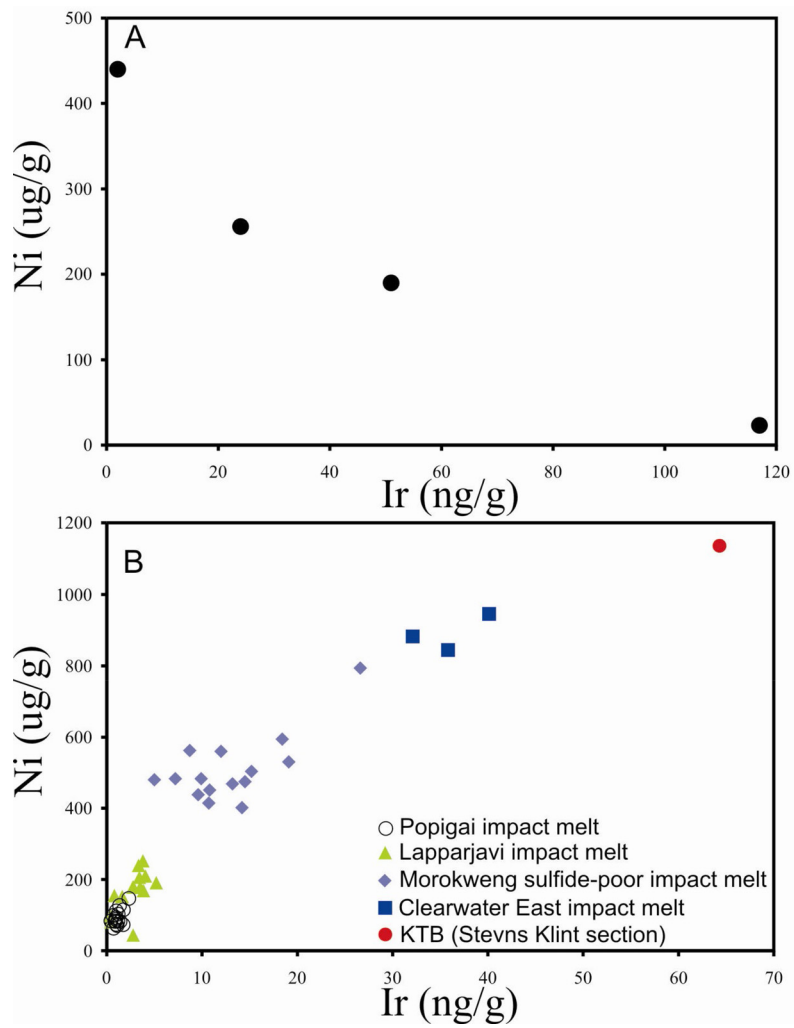 500
A
400
300
200
100
0
Ni (ug/g)
0 20 40 60 80 100 120
Ir (ng/g)
1200
B
1000
800
600
400
200
0
Ni (ug/g)
Popigai impact melt
Lapparjavi impact melt
Morokweng sulfide-poor impact melt
Clearwater East impact melt
KTB (Stevns Klint section)
0 10 20 30 40 50 60 70
Ir (ng/g)